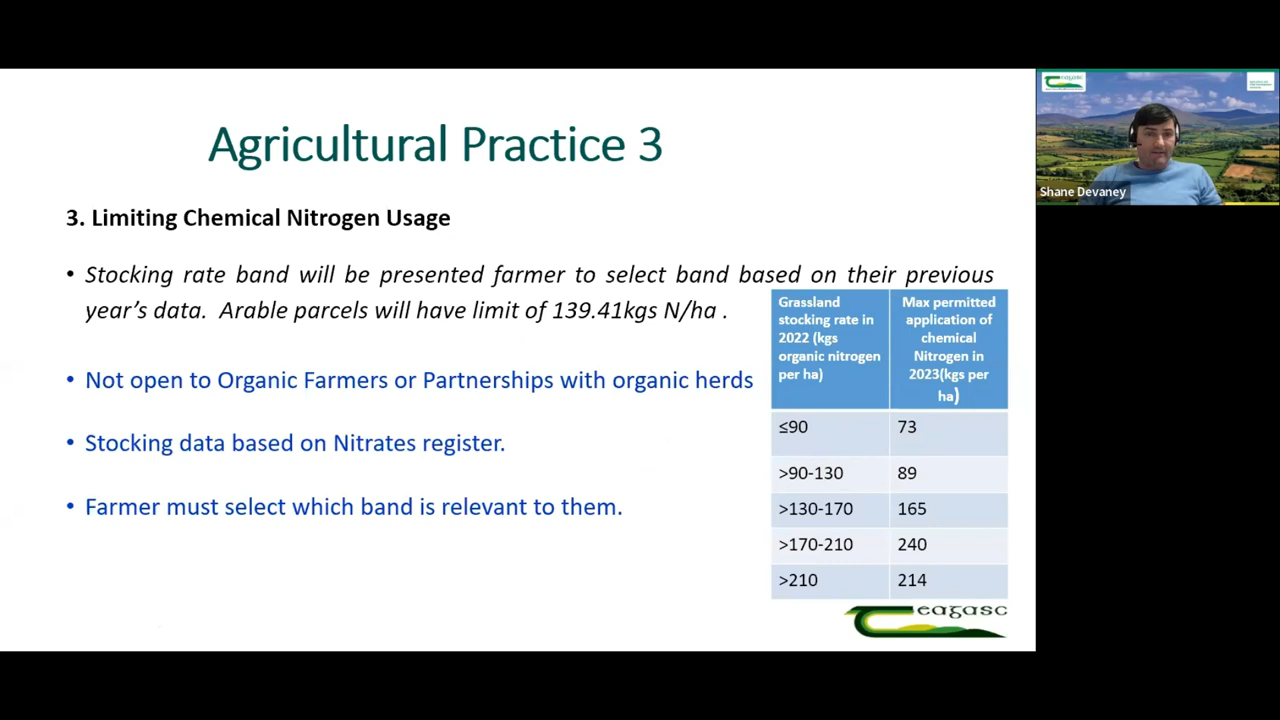 Agricultural Practice 3
3. Limiting Chemical Nitrogen Usage
• Stocking rate band will be presented farmer to select band based on their previous
year's data. Arable parcels will have limit of 139.41kgs N/ha .
• Not open to Organic Farmers or Partnerships with organic herds
• Stocking data based on Nitrates register.
• Farmer must select which band is relevant to them.
Grassland
stocking rate in
2022 (kgs
organic nitrogen
per ha)
Max permitted
application of
chemical
Nitrogen in
2023(kgs per
ha)
≤90 73
>90-130 89
>130-170 165
>170-210 240
>210 214
eagasc
eagasc
Shane Devaney